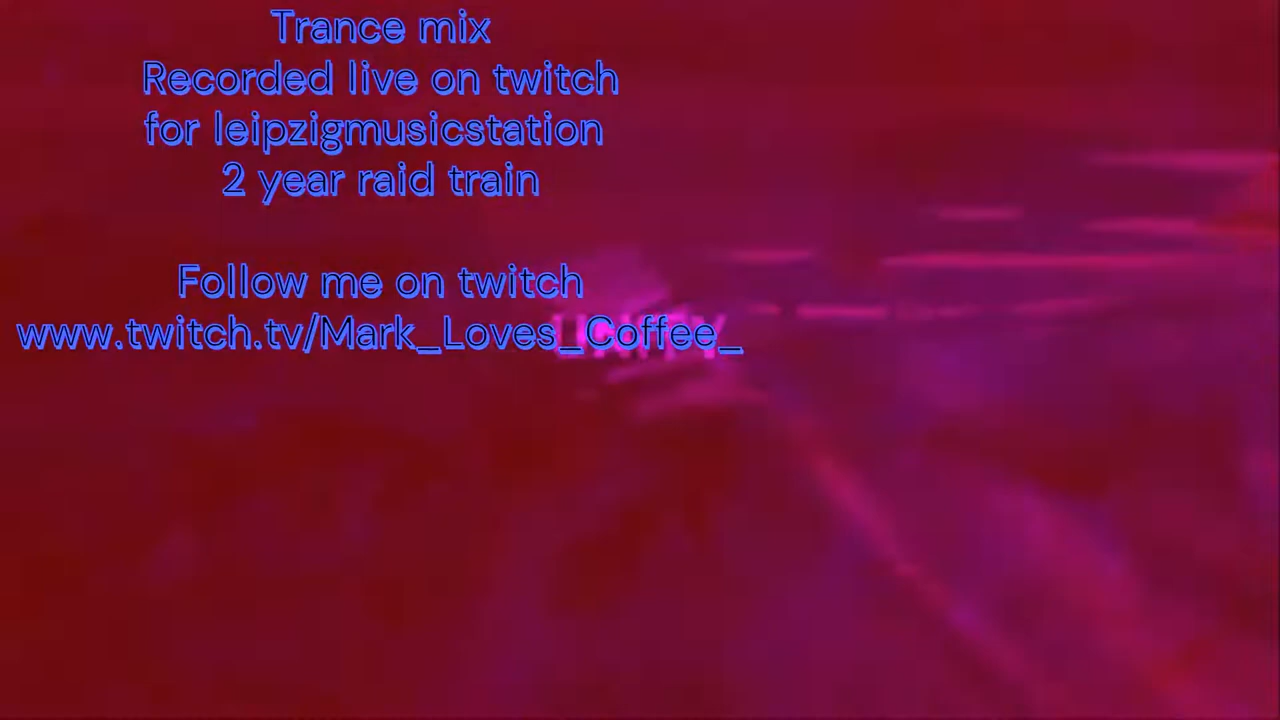 Trance mix
Recorded live on twitch
for leipzigmusicstation
2 year raid train
Follow me on twitch
www.twitch.tv/Mark_Loves_Coffee_